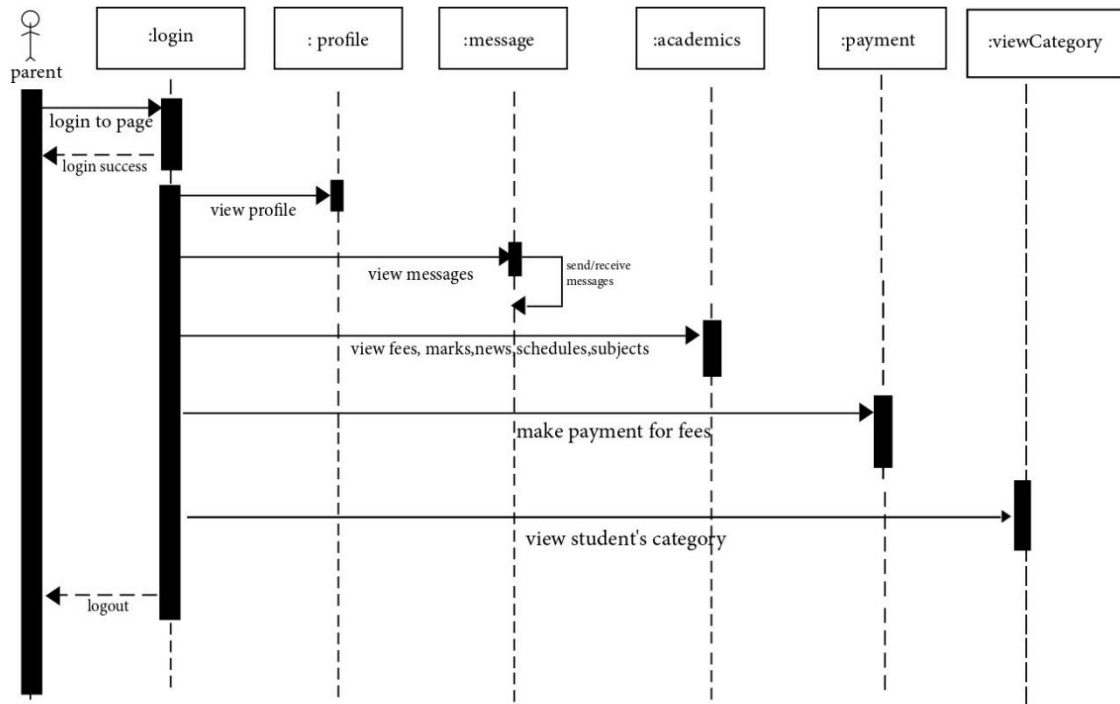 :login
: profile
:message
:academics
:payment
:viewCategory
parent
login to page
login success
view profile
view messages
send/receive
messages
view fees, marks,news,schedules,subjects
make payment for fees
view student's category
logout